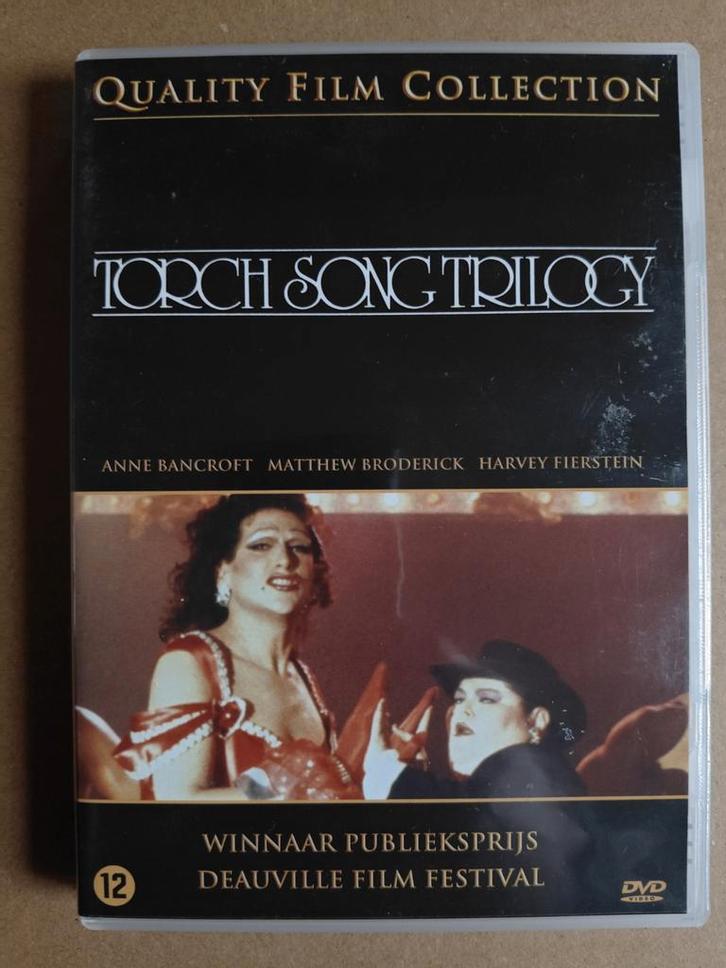 QUALITY FILM COLLECTION
TORCH SONG TRILOGY
ANNE BANCROFT MATTHEW BRODERICK HARVEY FIERSTEIN
WINNAAR PUBLIEKSPRIJS
DEAUVILLE FILM FESTIVAL
12
DVD
VIDEO